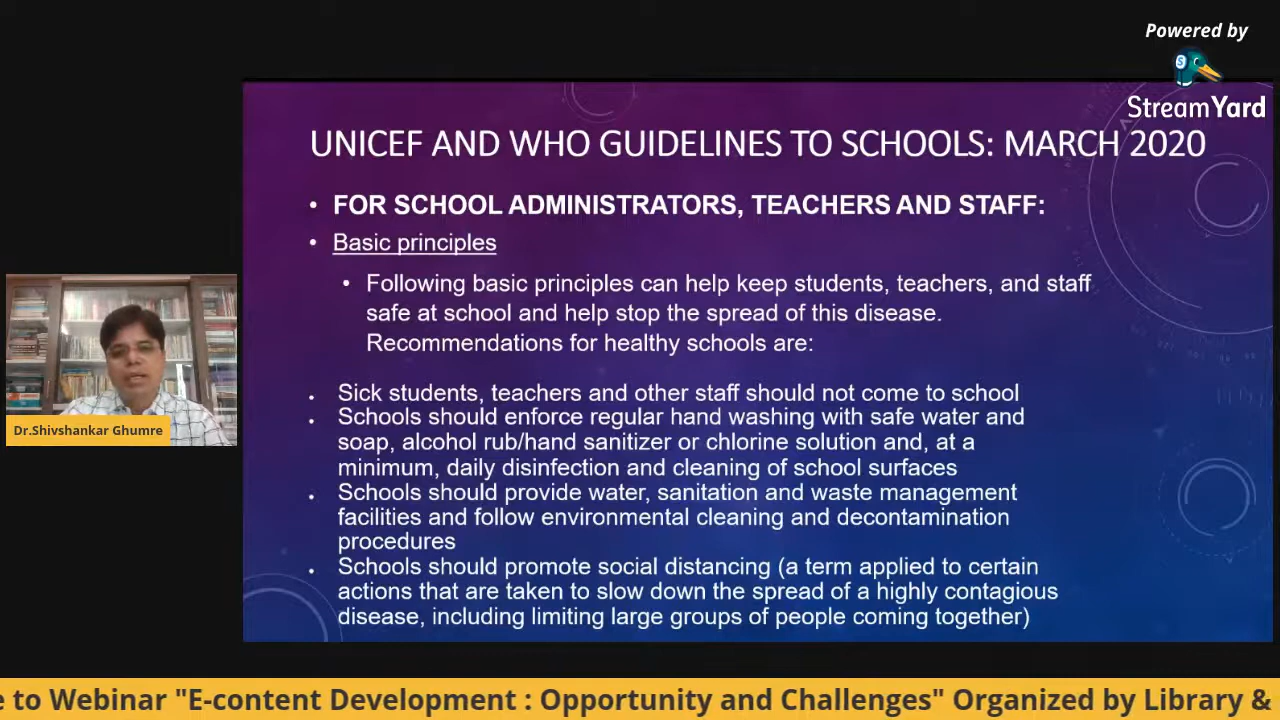 Powered by
StreamYard
UNICEF AND WHO GUIDELINES TO SCHOOLS: MARCH 2020
• FOR SCHOOL ADMINISTRATORS, TEACHERS AND STAFF:
• Basic principles
• Following basic principles can help keep students, teachers, and staff
safe at school and help stop the spread of this disease.
Recommendations for healthy schools are:
• Sick students, teachers and other staff should not come to school
• Schools should enforce regular hand washing with safe water and
soap, alcohol rub/hand sanitizer or chlorine solution and, at a
minimum, daily disinfection and cleaning of school surfaces
• Schools should provide water, sanitation and waste management
facilities and follow environmental cleaning and decontamination
procedures
• Schools should promote social distancing (a term applied to certain
actions that are taken to slow down the spread of a highly contagious
disease, including limiting large groups of people coming together)
Dr.Shivshankar Ghumre
e to Webinar "E-content Development : Opportunity and Challenges" Organized by Library &